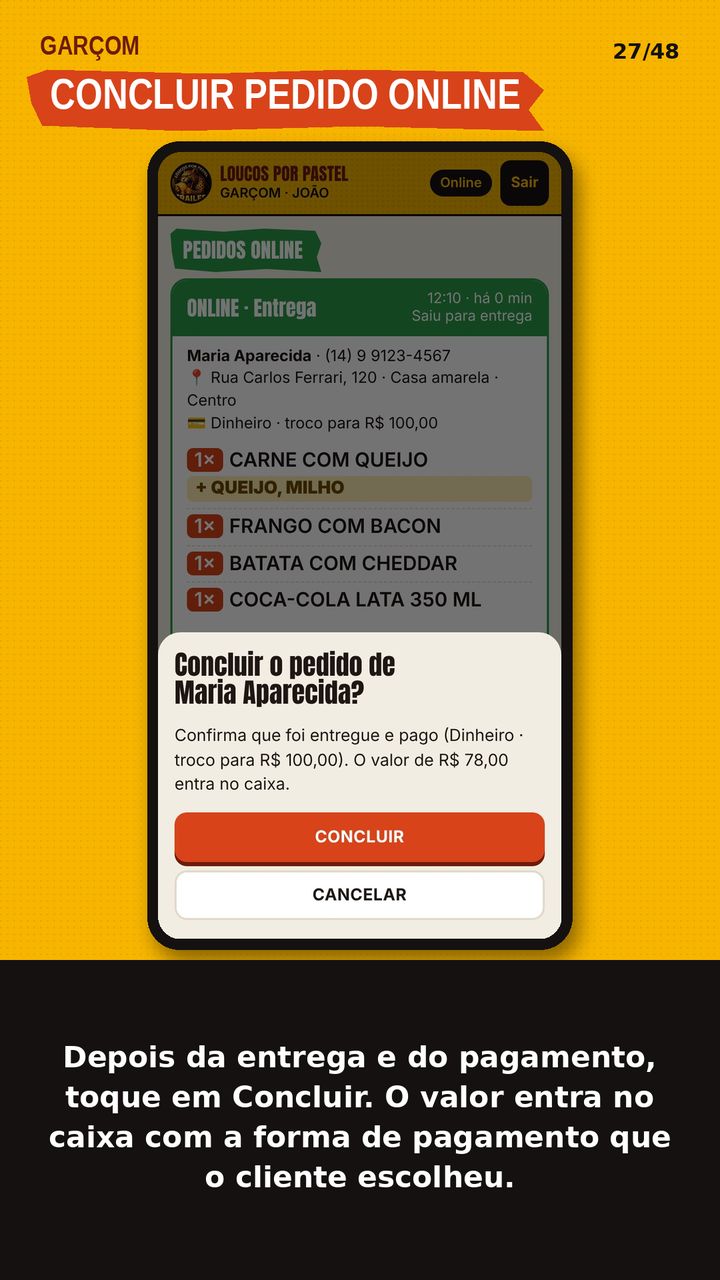 GARÇOM
27/48
CONCLUIR PEDIDO ONLINE
LOUCOS POR PASTEL
GARÇOM · JOÃO
Online
Sair
PEDIDOS ONLINE
ONLINE · Entrega
12:10 · há 0 min
Saiu para entrega
Maria Aparecida · (14) 9 9123-4567
📍 Rua Carlos Ferrari, 120 · Casa amarela ·
Centro
💳 Dinheiro · troco para R$ 100,00
1× CARNE COM QUEIJO
+ QUEIJO, MILHO
1× FRANGO COM BACON
1× BATATA COM CHEDDAR
1× COCA-COLA LATA 350 ML
Concluir o pedido de
Maria Aparecida?
Confirma que foi entregue e pago (Dinheiro ·
troco para R$ 100,00). O valor de R$ 78,00
entra no caixa.
CONCLUIR
CANCELAR
Depois da entrega e do pagamento,
toque em Concluir. O valor entra no
caixa com a forma de pagamento que
o cliente escolheu.